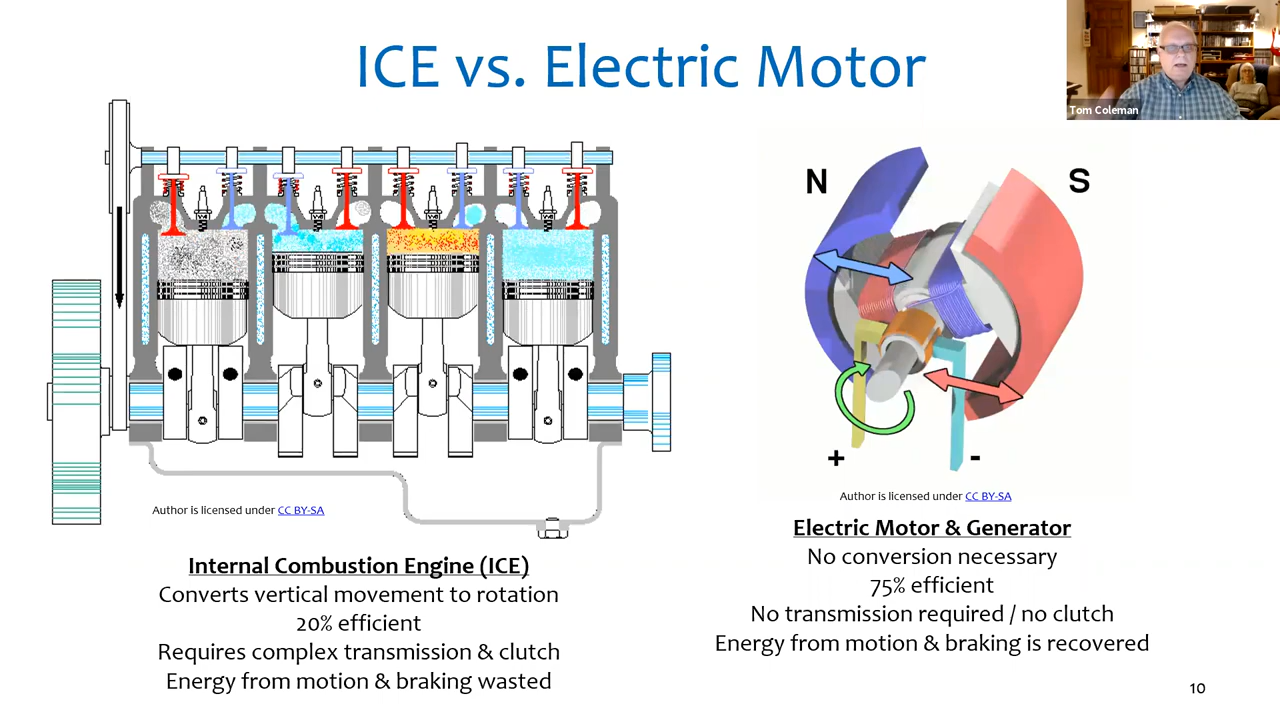 ICE vs. Electric Motor
Tom Coleman
N
S
+
-
Author is licensed under CC BY-SA
Author is licensed under CC BY-SA
Internal Combustion Engine (ICE)
Converts vertical movement to rotation
20% efficient
Requires complex transmission & clutch
Energy from motion & braking wasted
Electric Motor & Generator
No conversion necessary
75% efficient
No transmission required / no clutch
Energy from motion & braking is recovered
10